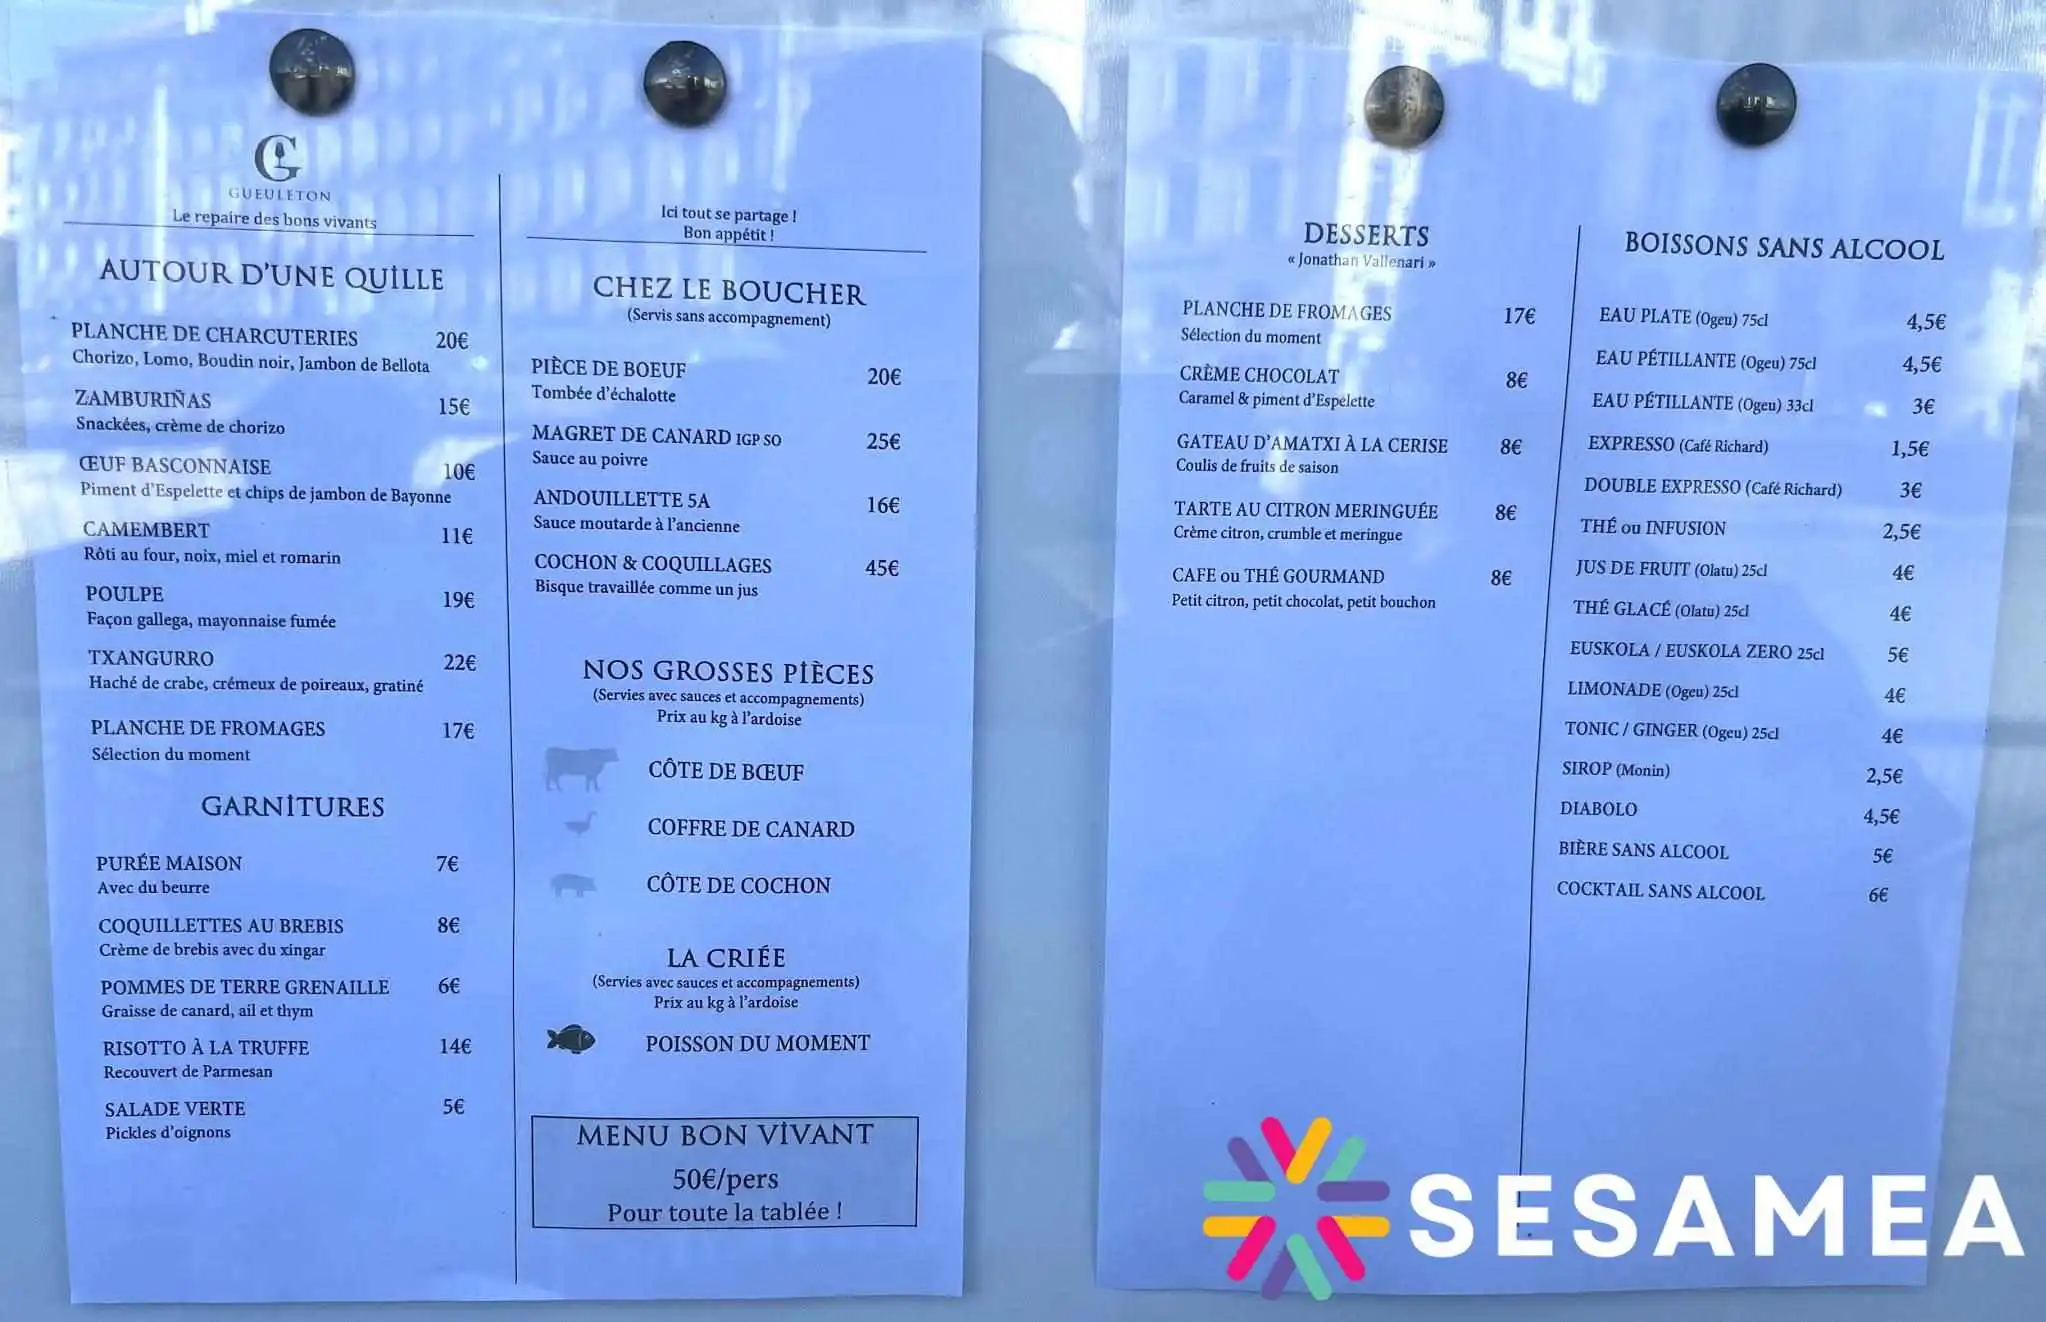 GUEULETON
Le repaire des bons vivants
AUTOUR D'UNE QUILLE
PLANCHE DE CHARCUTERIES 20€
Chorizo, Lomo, Boudin noir, Jambon de Bellota
ZAMBURIÑAS 15€
Snackées, crème de chorizo
ŒUF BASCONNAISE 10€
Piment d'Espelette et chips de jambon de Bayonne
CAMEMBERT 11€
Rôti au four, noix, miel et romarin
POULPE 19€
Façon gallega, mayonnaise fumée
TXANGURRO 22€
Haché de crabe, crémeux de poireaux, gratiné
PLANCHE DE FROMAGES 17€
Sélection du moment
GARNITURES
PURÉE MAISON 7€
Avec du beurre
COQUILLETTES AU BREBIS 8€
Crème de brebis avec du xingar
POMMES DE TERRE GRENAILLE 6€
Graisse de canard, ail et thym
RISOTTO À LA TRUFFE 14€
Recouvert de Parmesan
SALADE VERTE 5€
Pickles d'oignons
Ici tout se partage !
Bon appétit !
CHEZ LE BOUCHER
(Servis sans accompagnement)
PIÈCE DE BOEUF 20€
Tombée d'échalotte
MAGRET DE CANARD IGP SO 25€
Sauce au poivre
ANDOUILLETTE 5A 16€
Sauce moutarde à l'ancienne
COCHON & COQUILLAGES 45€
Bisque travaillée comme un jus
NOS GROSSES PIÈCES
(Servies avec sauces et accompagnements)
Prix au kg à l'ardoise
CÔTE DE BŒUF
COFFRE DE CANARD
CÔTE DE COCHON
LA CRIÉE
(Servies avec sauces et accompagnements)
Prix au kg à l'ardoise
POISSON DU MOMENT
MENU BON VIVANT
50€/pers
Pour toute la tablée !
DESSERTS
« Jonathan Vallenari »
PLANCHE DE FROMAGES 17€
Sélection du moment
CRÈME CHOCOLAT 8€
Caramel & piment d'Espelette
GATEAU D'AMATXI À LA CERISE 8€
Coulis de fruits de saison
TARTE AU CITRON MERINGUÉE 8€
Crème citron, crumble et meringue
CAFE ou THÉ GOURMAND 8€
Petit citron, petit chocolat, petit bouchon
BOISSONS SANS ALCOOL
EAU PLATE (Ogeu) 75cl 4,5€
EAU PÉTILLANTE (Ogeu) 75cl 4,5€
EAU PÉTILLANTE (Ogeu) 33cl 3€
EXPRESSO (Café Richard) 1,5€
DOUBLE EXPRESSO (Café Richard) 3€
THÉ ou INFUSION 2,5€
JUS DE FRUIT (Olatu) 25cl 4€
THÉ GLACÉ (Olatu) 25cl 4€
EUSKOLA / EUSKOLA ZERO 25cl 5€
LIMONADE (Ogeu) 25cl 4€
TONIC / GINGER (Ogeu) 25cl 4€
SIROP (Monin) 2,5€
DIABOLO 4,5€
BIÈRE SANS ALCOOL 5€
COCKTAIL SANS ALCOOL 6€
SESAMEA